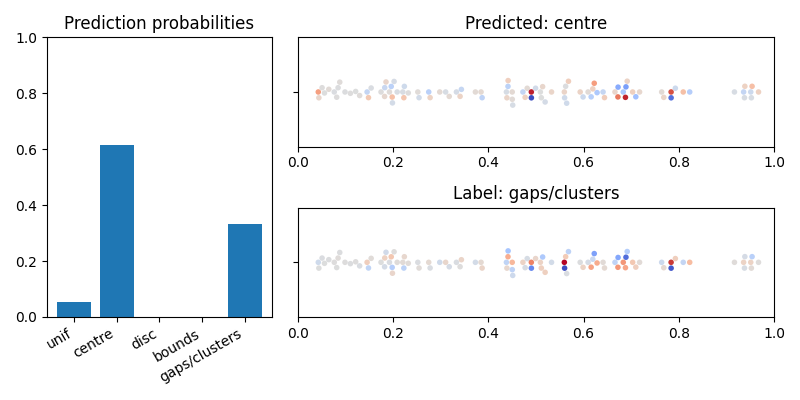 Prediction probabilities
1.0
0.8
0.6
0.4
0.2
0.0
unif
centre
disc
bounds
gaps/clusters
Predicted: centre
0.0 0.2 0.4 0.6 0.8 1.0
Label: gaps/clusters
0.0 0.2 0.4 0.6 0.8 1.0